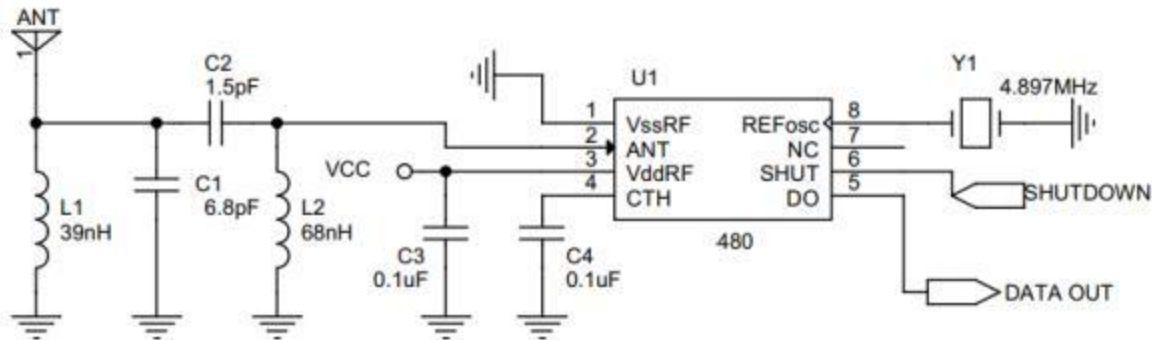 ANT
1
C2
1.5pF
C1
6.8pF
L1
39nH
L2
68nH
VCC
C3
0.1uF
C4
0.1uF
U1
1
2
3
4
VssRF
ANT
VddRF
CTH
REFosc
NC
SHUT
DO
8
7
6
5
480
Y1
4.897MHz
SHUTDOWN
DATA OUT